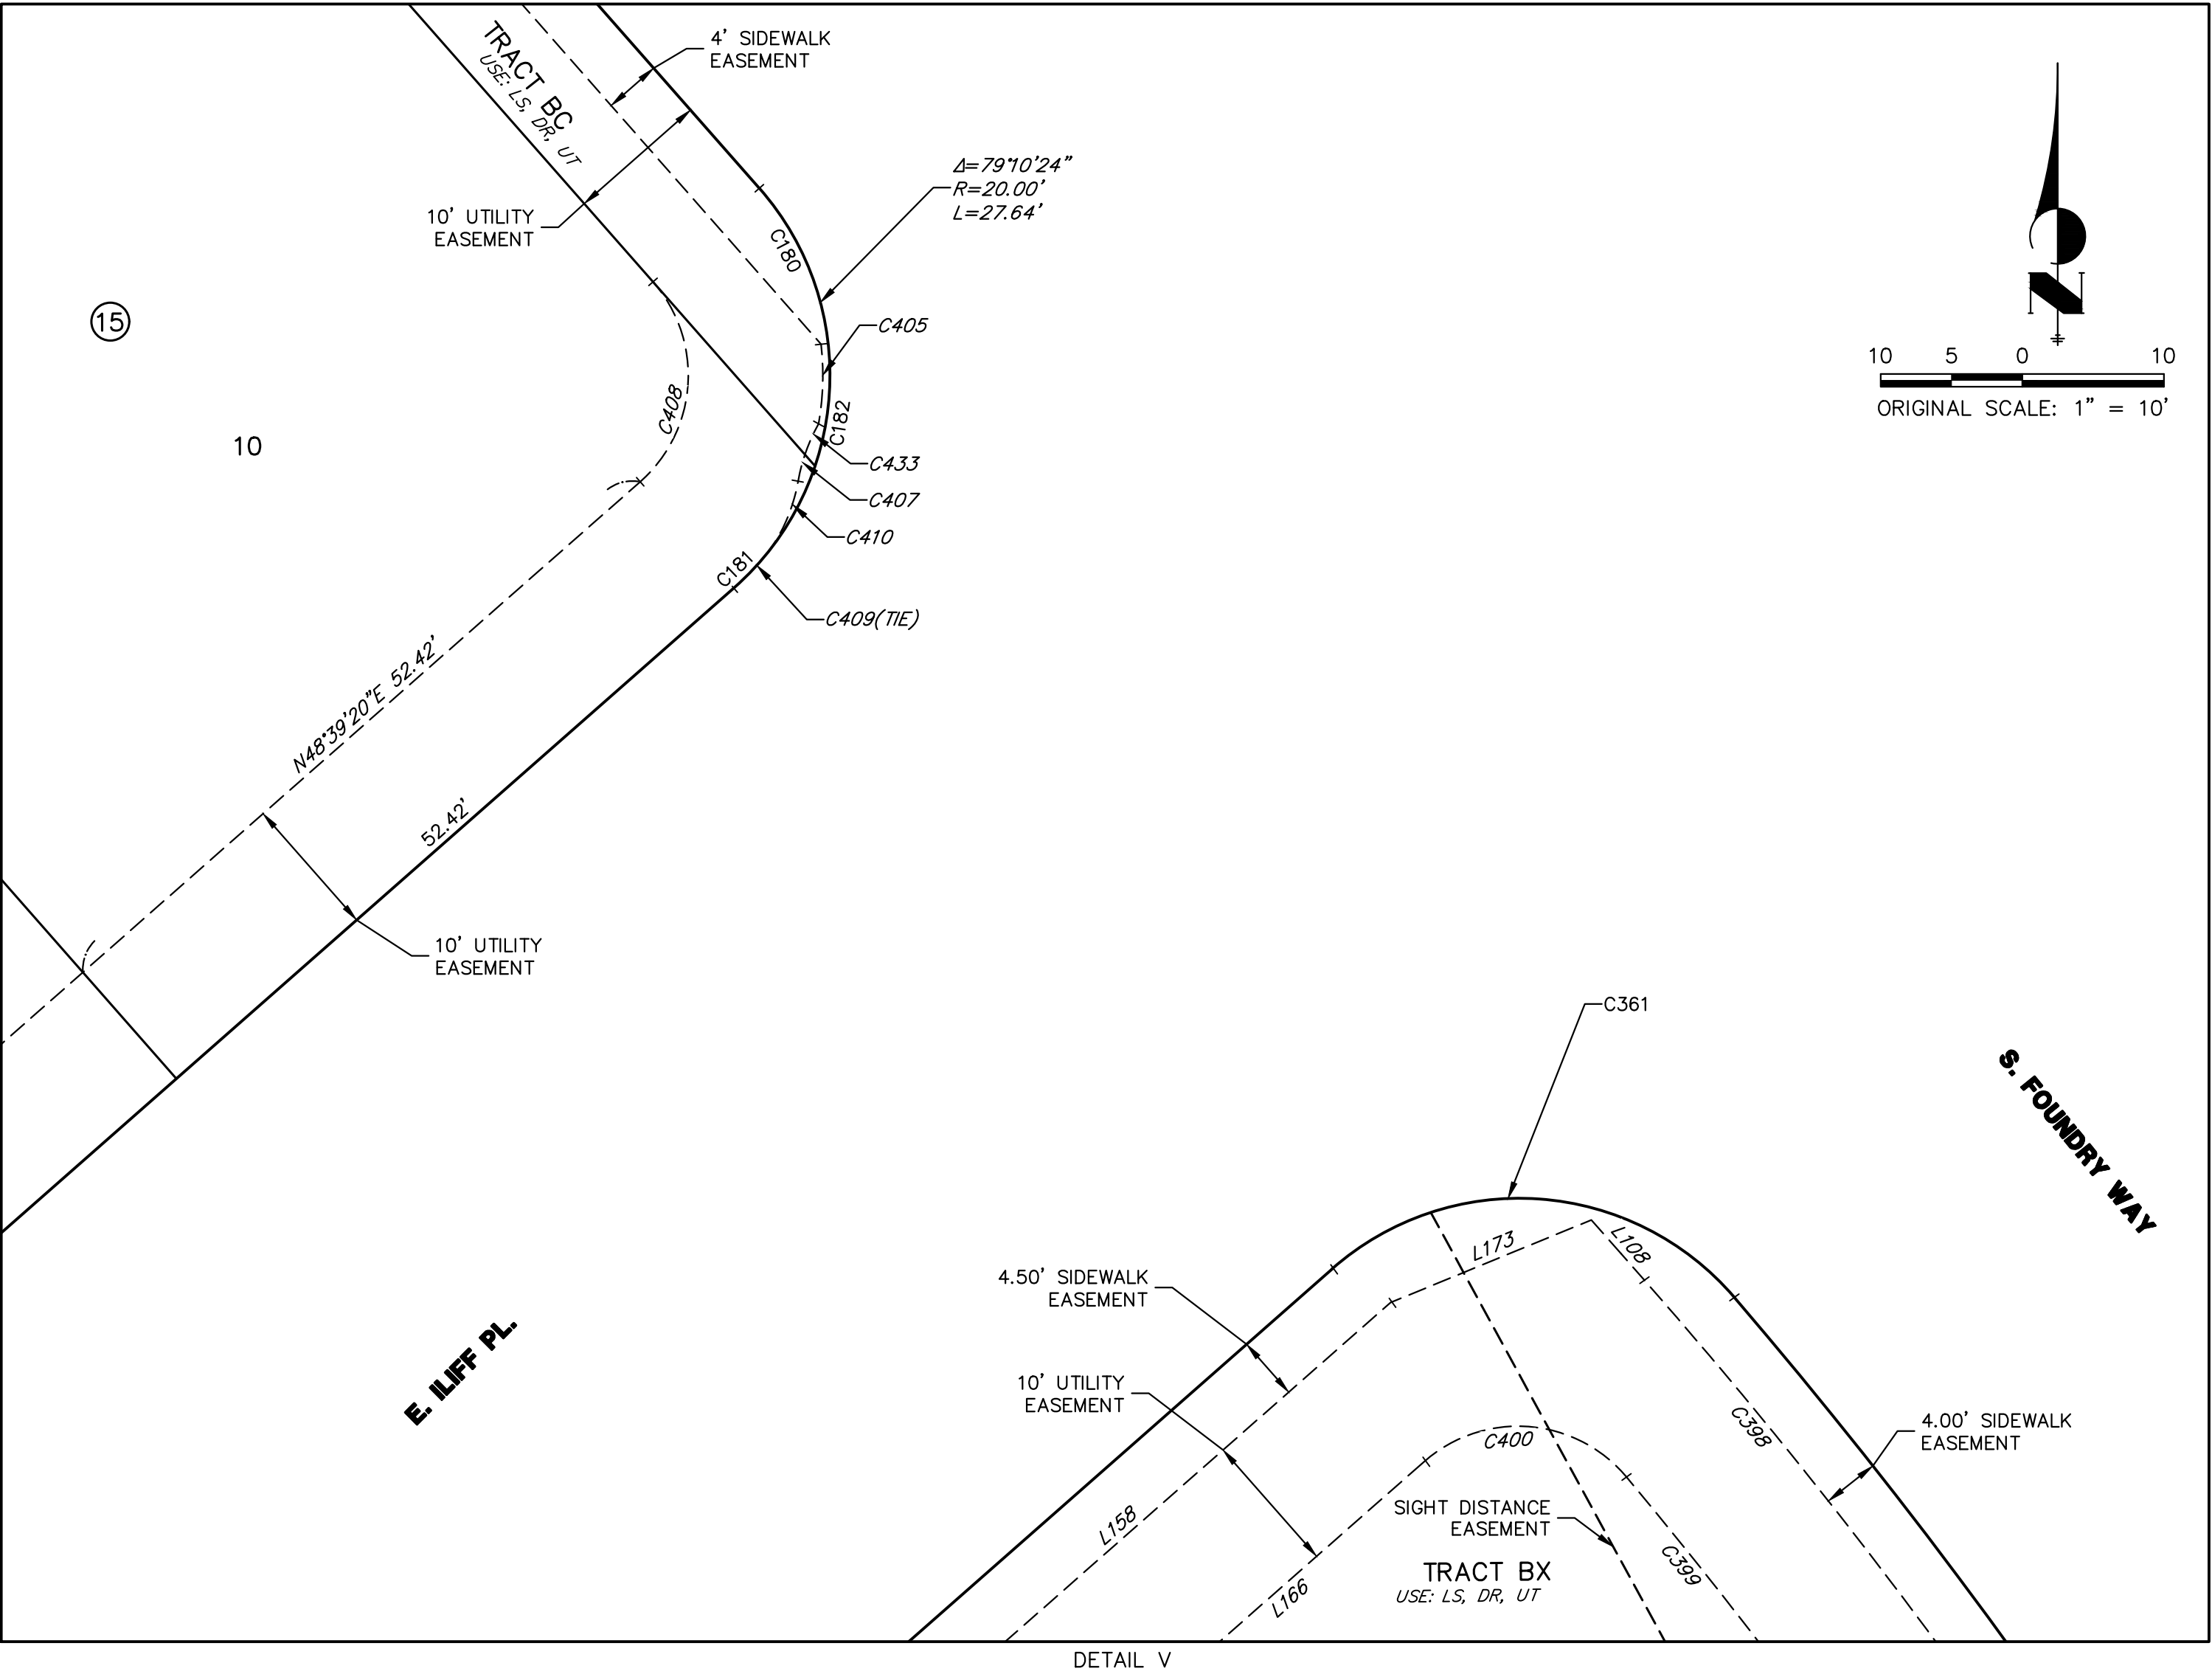 4' SIDEWALK
EASEMENT
TRACT BC
USE: LS, DR, UT
10' UTILITY
EASEMENT
Δ=79°10'24"
R=20.00'
L=27.64'
C180
C405
15
C408
C182
10
C433
C407
C410
C181
C409(TIE)
N
10 5 0 10
ORIGINAL SCALE: 1" = 10'
N48°39'20"E 52.42'
52.42'
10' UTILITY
EASEMENT
C361
S. FOUNDRY WAY
E. ILIFF PL.
4.50' SIDEWALK
EASEMENT
L173
L108
10' UTILITY
EASEMENT
C400
C398
4.00' SIDEWALK
EASEMENT
L158
SIGHT DISTANCE
EASEMENT
L166
C399
TRACT BX
USE: LS, DR, UT
DETAIL V